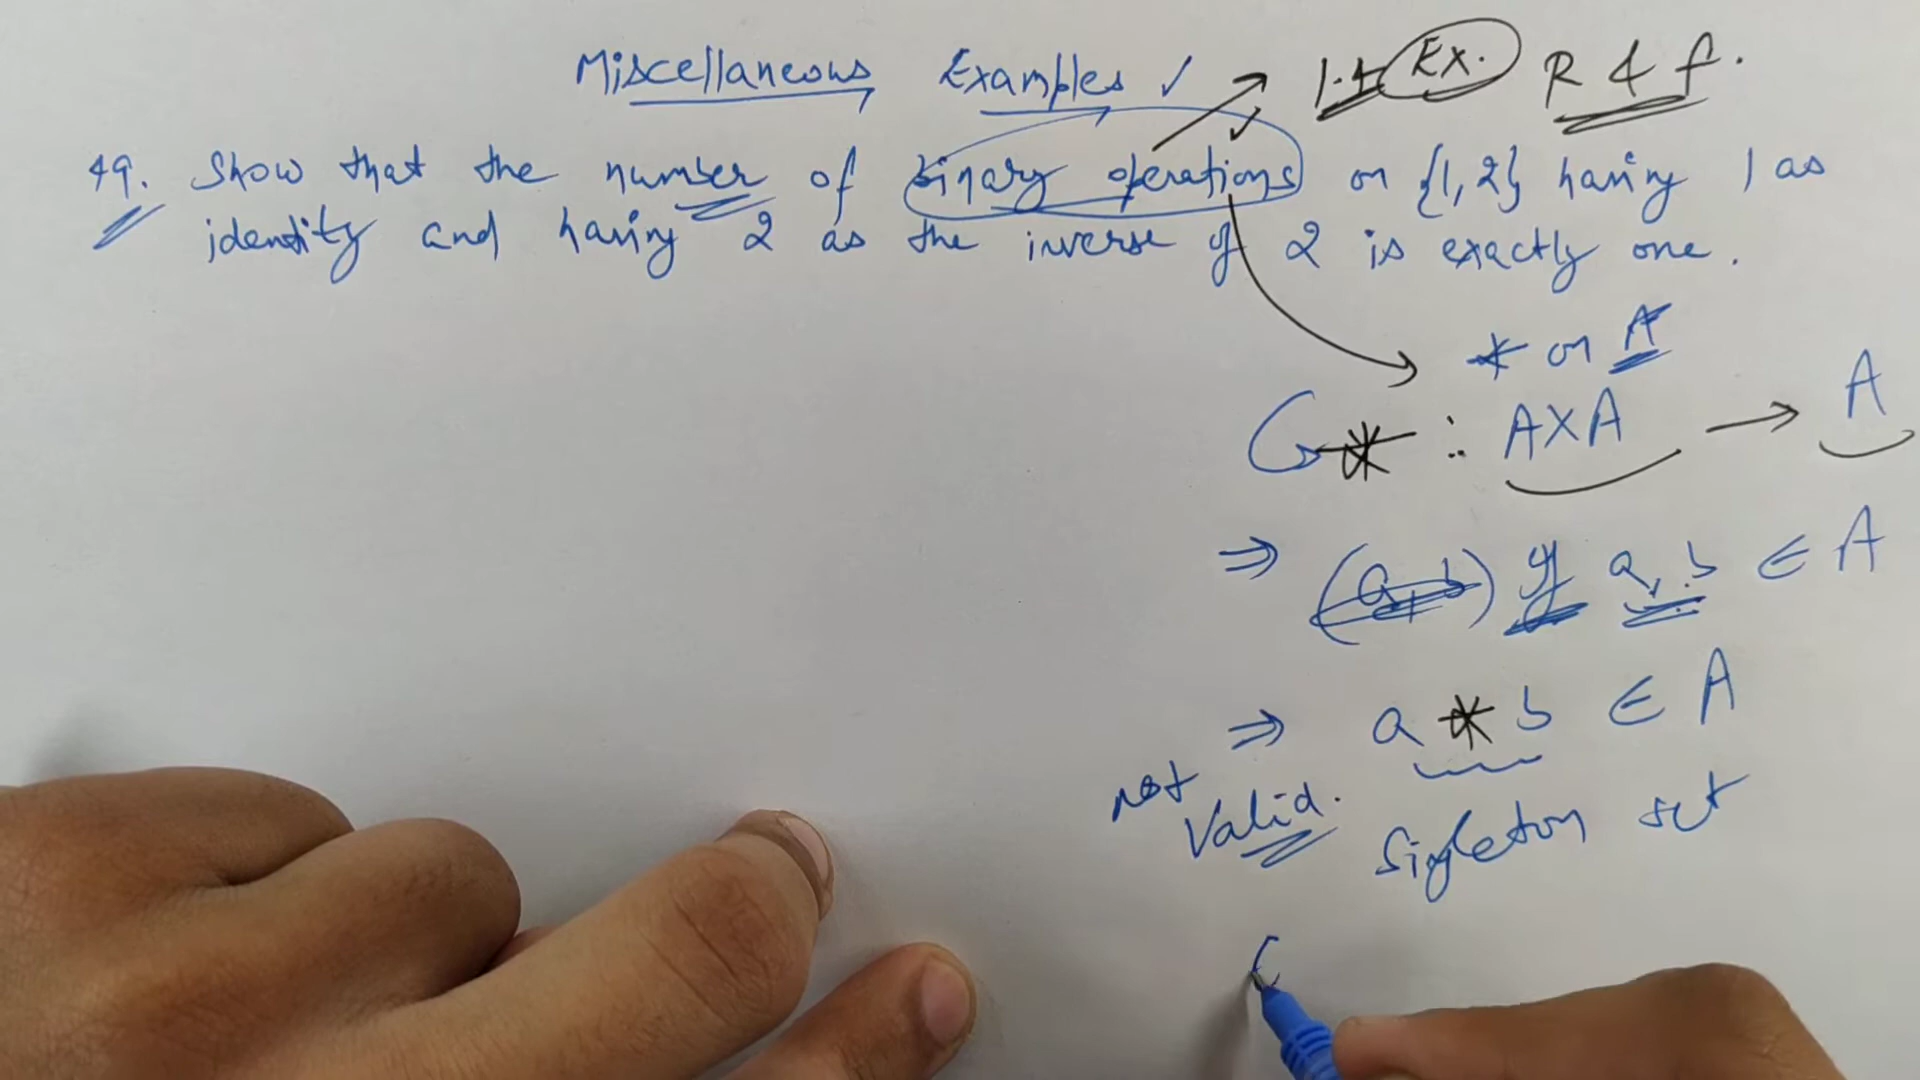 Miscellaneous Examples ✓ 1.1 Ex. R & f.
49. Show that the number of binary operations on {1,2} having 1 as
identity and having 2 as the inverse of 2 is exactly one.
* on A
* : A×A → A
⇒ (a, b) if a, b ∈ A
⇒ a * b ∈ A
not
Valid.
Singleton set